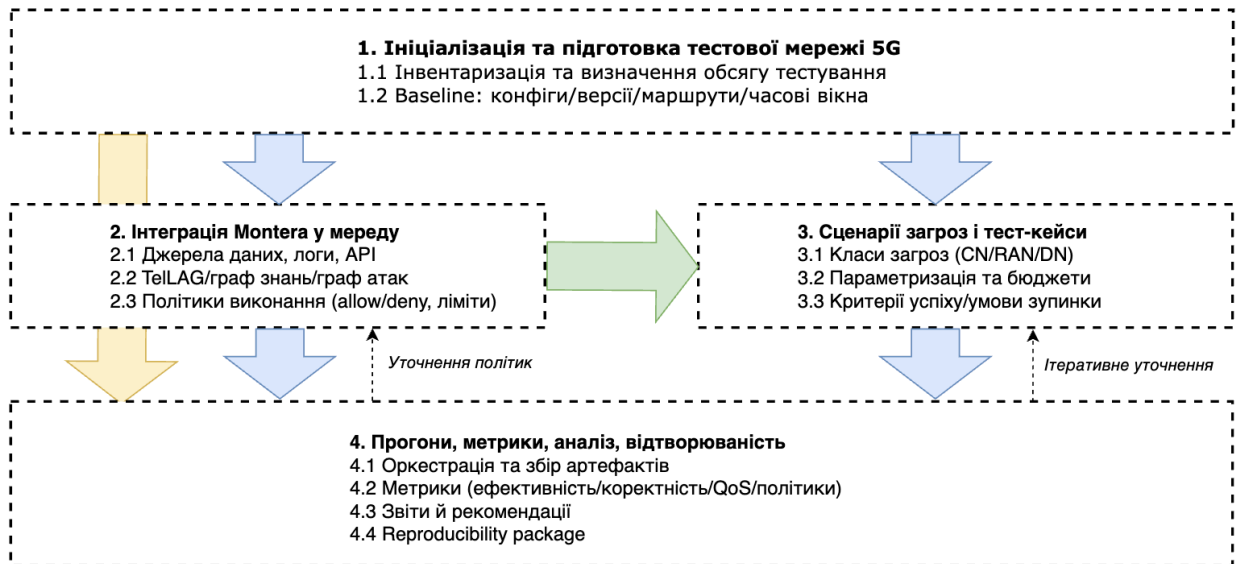 1. Ініціалізація та підготовка тестової мережі 5G
1.1 Інвентаризація та визначення обсягу тестування
1.2 Baseline: конфіги/версії/маршрути/часові вікна
2. Інтеграція Montera у мереду
2.1 Джерела даних, логи, API
2.2 TelLAG/граф знань/граф атак
2.3 Політики виконання (allow/deny, ліміти)
3. Сценарії загроз і тест-кейси
3.1 Класи загроз (CN/RAN/DN)
3.2 Параметризація та бюджети
3.3 Критерії успіху/умови зупинки
Уточнення політик
Ітеративне уточнення
4. Прогони, метрики, аналіз, відтворюваність
4.1 Оркестрація та збір артефактів
4.2 Метрики (ефективність/коректність/QoS/політики)
4.3 Звіти й рекомендації
4.4 Reproducibility package